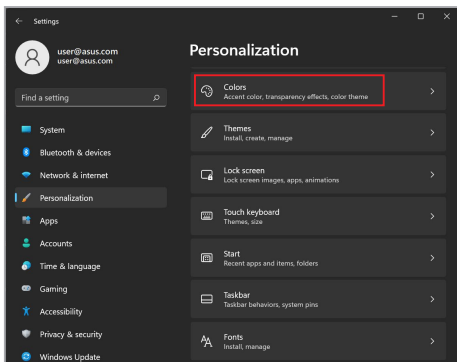 Settings
user@asus.com
user@asus.com
Find a setting
System
Bluetooth & devices
Network & internet
Personalization
Apps
Accounts
Time & language
Gaming
Accessibility
Privacy & security
Windows Update
Personalization
Colors
Accent color, transparency effects, color theme
Themes
Install, create, manage
Lock screen
Lock screen images, apps, animations
Touch keyboard
Themes, size
Start
Recent apps and items, folders
Taskbar
Taskbar behaviors, system pins
Fonts
Install, manage